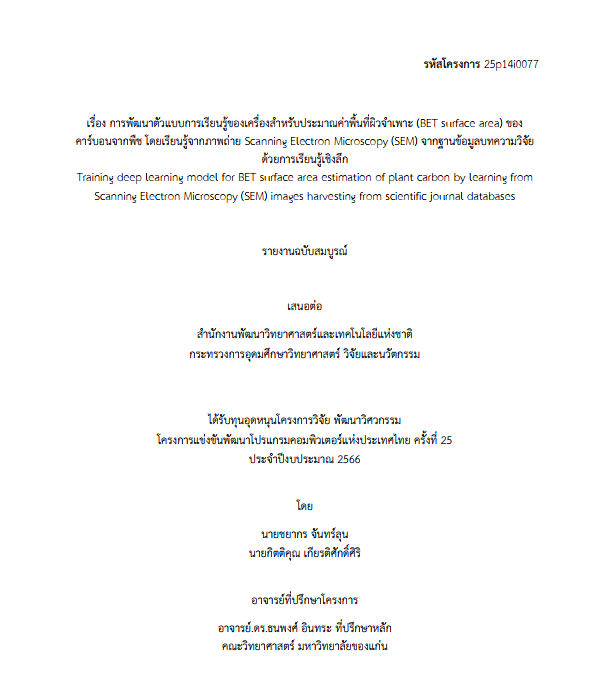 รหัสโครงการ 25p14i0077
เรื่อง การพัฒนาตัวแบบการเรียนรู้ของเครื่องสำหรับประมาณค่าพื้นที่ผิวจำเพาะ (BET surface area) ของ
คาร์บอนจากพืช โดยเรียนรู้จากภาพถ่าย Scanning Electron Microscopy (SEM) จากฐานข้อมูลบทความวิจัย
ด้วยการเรียนรู้เชิงลึก
Training deep learning model for BET surface area estimation of plant carbon by learning from
Scanning Electron Microscopy (SEM) images harvesting from scientific journal databases
รายงานฉบับสมบูรณ์
เสนอต่อ
สำนักงานพัฒนาวิทยาศาสตร์และเทคโนโลยีแห่งชาติ
กระทรวงการอุดมศึกษาวิทยาศาสตร์ วิจัยและนวัตกรรม
ได้รับทุนอุดหนุนโครงการวิจัย พัฒนาวิศวกรรม
โครงการแข่งขันพัฒนาโปรแกรมคอมพิวเตอร์แห่งประเทศไทย ครั้งที่ 25
ประจำปีงบประมาณ 2566
โดย
นายชยากร จันทร์ลุน
นายกิตติคุณ เกียรติศักดิ์ศิริ
อาจารย์ที่ปรึกษาโครงการ
อาจารย์.ดร.ธนพงศ์ อินทระ ที่ปรึกษาหลัก
คณะวิทยาศาสตร์ มหาวิทยาลัยของแก่น